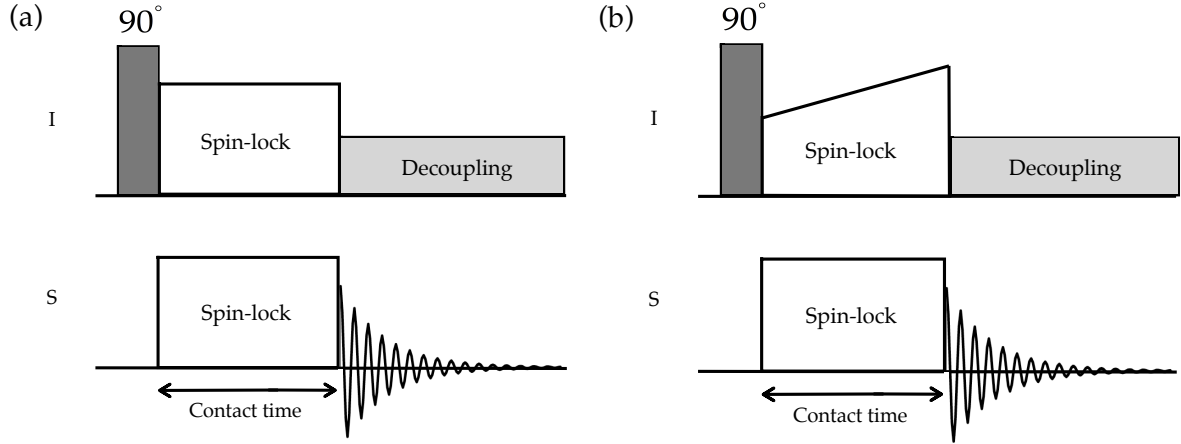 (a)
90°
I
Spin-lock
Decoupling
S
Spin-lock
Contact time
(b)
90°
I
Spin-lock
Decoupling
S
Spin-lock
Contact time